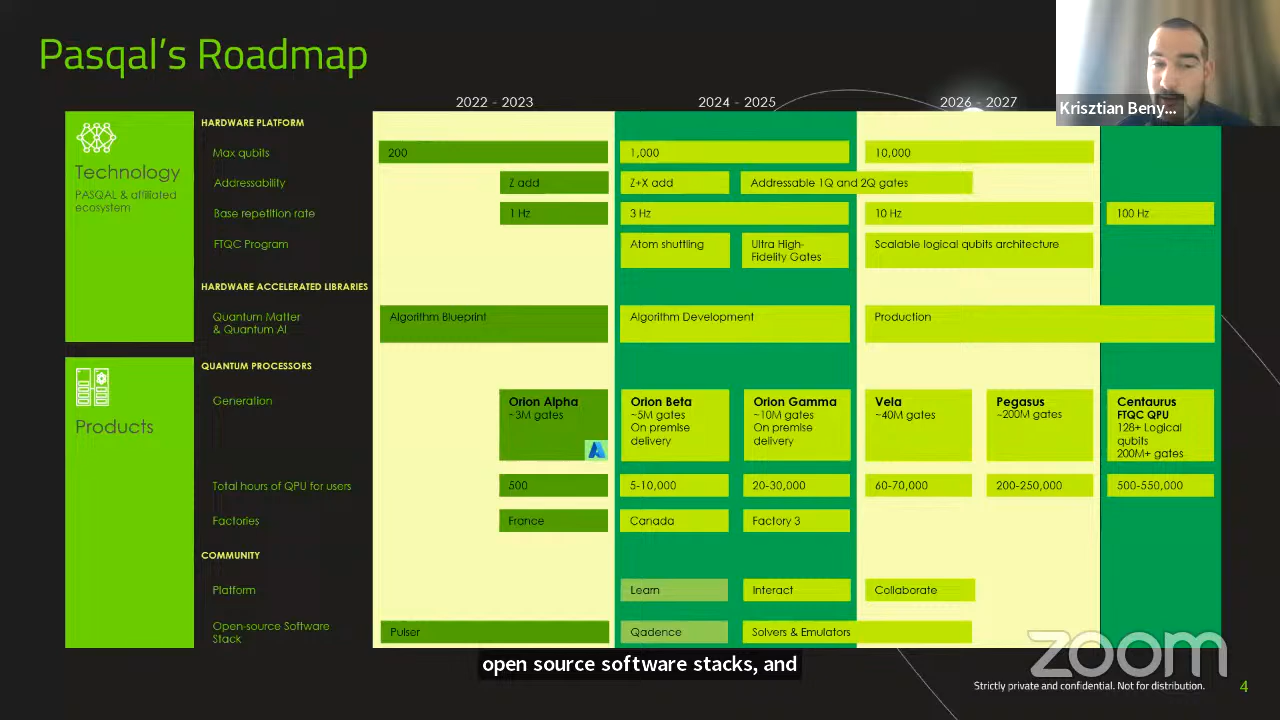 Pasqal's Roadmap
Krisztian Beny...
2022 - 2023
2024 - 2025
2026 - 2027
Technology
PASQAL & affiliated
ecosystem
HARDWARE PLATFORM
Max qubits
200
1,000
10,000
Addressability
Z add
Z+X add
Addressable 1Q and 2Q gates
Base repetition rate
1 Hz
3 Hz
10 Hz
100 Hz
FTQC Program
Atom shuttling
Ultra High-
Fidelity Gates
Scalable logical qubits architecture
HARDWARE ACCELERATED LIBRARIES
Quantum Matter
& Quantum AI
Algorithm Blueprint
Algorithm Development
Production
Products
QUANTUM PROCESSORS
Generation
Orion Alpha
~3M gates
Orion Beta
~5M gates
On premise
delivery
Orion Gamma
~10M gates
On premise
delivery
Vela
~40M gates
Pegasus
~200M gates
Centaurus
FTQC QPU
128+ Logical
qubits
200M+ gates
Total hours of QPU for users
500
5-10,000
20-30,000
60-70,000
200-250,000
500-550,000
Factories
France
Canada
Factory 3
COMMUNITY
Platform
Learn
Interact
Collaborate
Open-source Software
Stack
Pulser
Qadence
Solvers & Emulators
open source software stacks, and
zoom
Strictly private and confidential. Not for distribution.
4